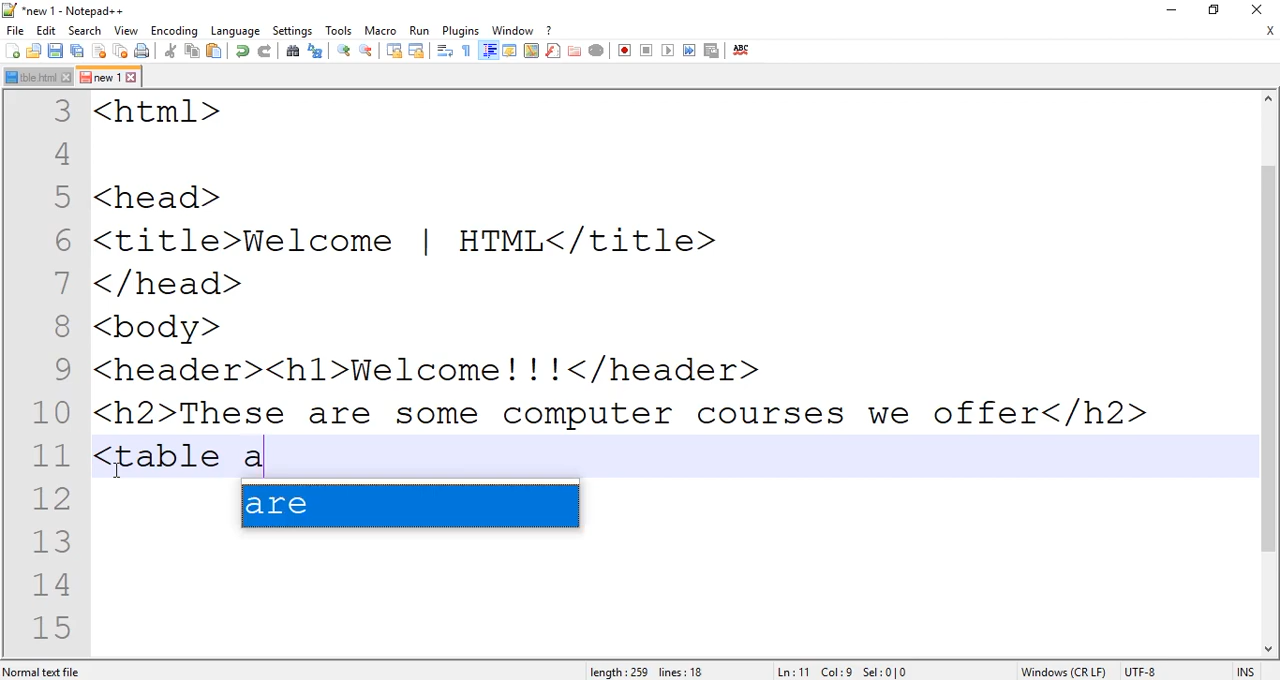 *new 1 - Notepad++
File Edit Search View Encoding Language Settings Tools Macro Run Plugins Window ? X
ABC
tble.html new 1
3 <html>
4
5 <head>
6 <title>Welcome | HTML</title>
7 </head>
8 <body>
9 <header><h1>Welcome!!!</header>
10 <h2>These are some computer courses we offer</h2>
11 <table a
are
12
13
14
15
Normal text file length : 259 lines : 18 Ln : 11 Col : 9 Sel : 0 | 0 Windows (CR LF) UTF-8 INS